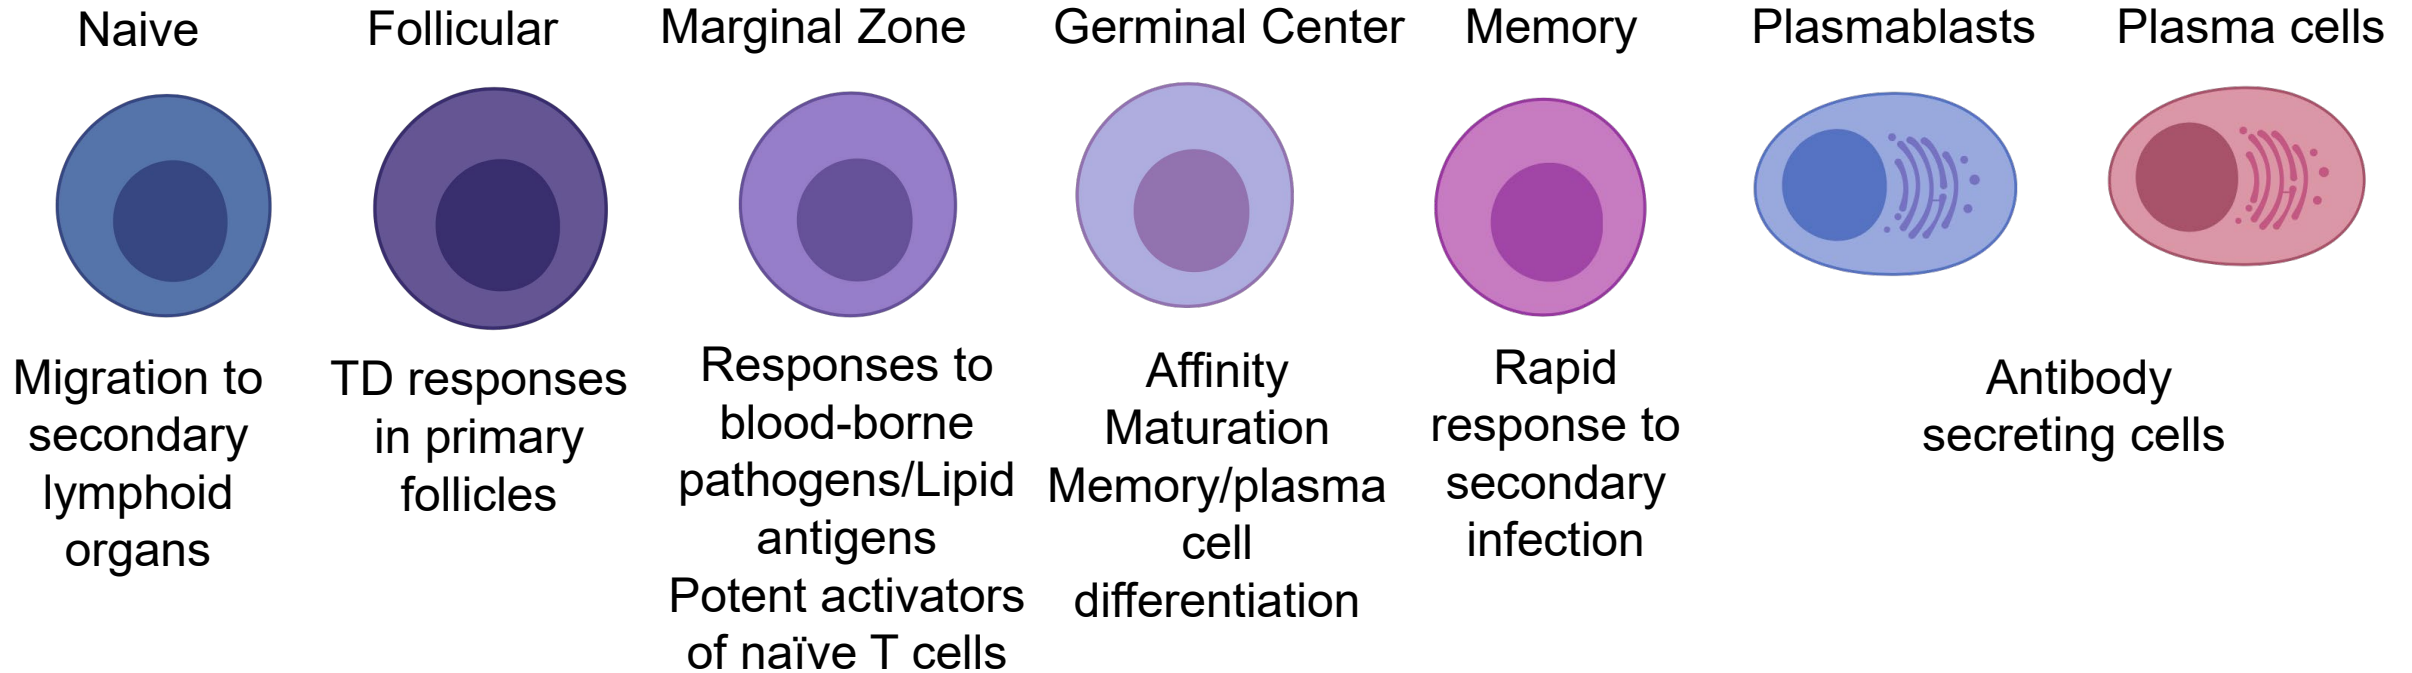 Naive
Follicular
Marginal Zone
Germinal Center
Memory
Plasmablasts
Plasma cells
Migration to
secondary
lymphoid
organs
TD responses
in primary
follicles
Responses to
blood-borne
pathogens/Lipid
antigens
Potent activators
of naïve T cells
Affinity
Maturation
Memory/plasma
cell
differentiation
Rapid
response to
secondary
infection
Antibody
secreting cells